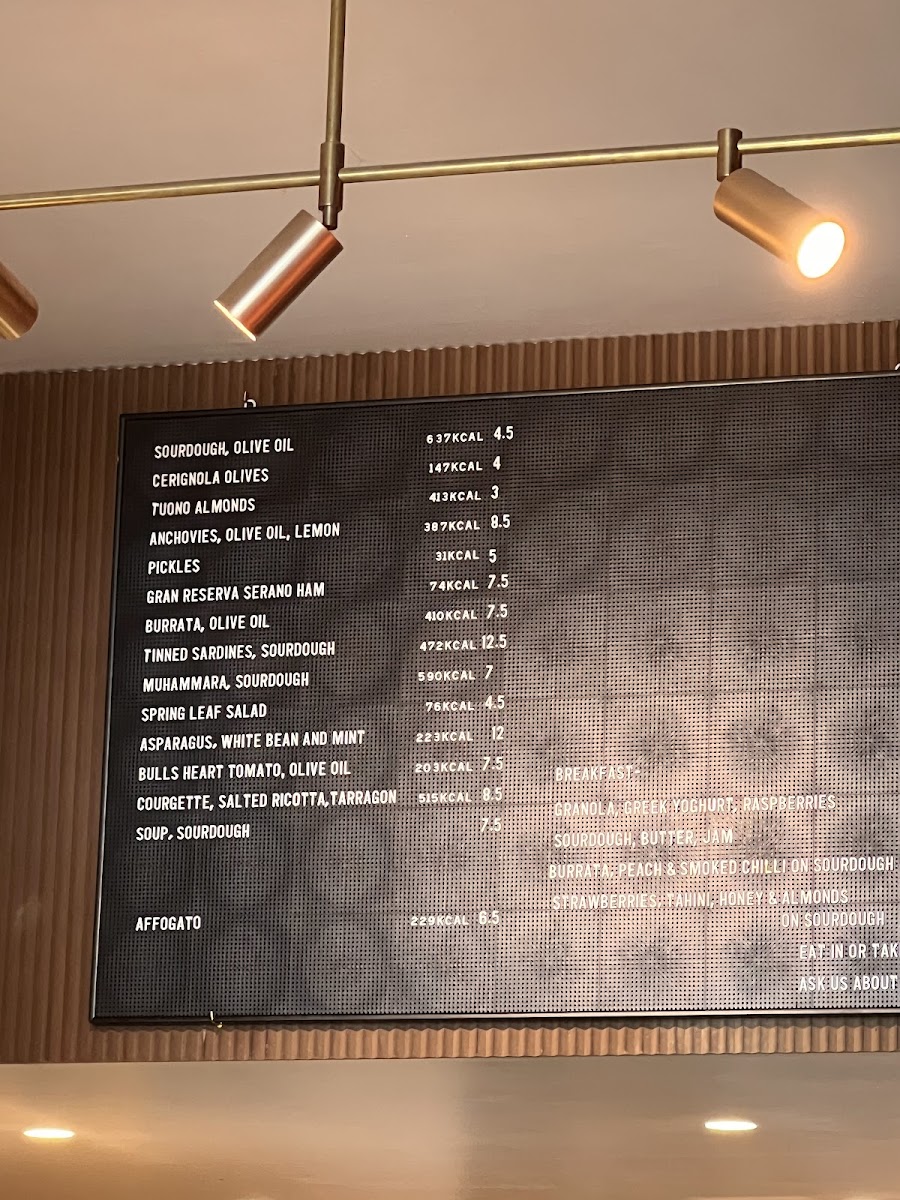 SOURDOUGH, OLIVE OIL 637KCAL 4.5
CERIGNOLA OLIVES 147KCAL 4
TUONO ALMONDS 413KCAL 3
ANCHOVIES, OLIVE OIL, LEMON 387KCAL 8.5
PICKLES 31KCAL 5
GRAN RESERVA SERANO HAM 74KCAL 7.5
BURRATA, OLIVE OIL 410KCAL 7.5
TINNED SARDINES, SOURDOUGH 472KCAL 12.5
MUHAMMARA, SOURDOUGH 590KCAL 7
SPRING LEAF SALAD 76KCAL 4.5
ASPARAGUS, WHITE BEAN AND MINT 223KCAL 12
BULLS HEART TOMATO, OLIVE OIL 203KCAL 7.5
COURGETTE, SALTED RICOTTA,TARRAGON 515KCAL 8.5
SOUP, SOURDOUGH 7.5
AFFOGATO 229KCAL 6.5
BREAKFAST-
GRANOLA, GREEK YOGHURT, RASPBERRIES
SOURDOUGH, BUTTER, JAM
BURRATA, PEACH & SMOKED CHILLI ON SOURDOUGH
STRAWBERRIES, TAHINI, HONEY & ALMONDS
ON SOURDOUGH
EAT IN OR TAK
ASK US ABOUT